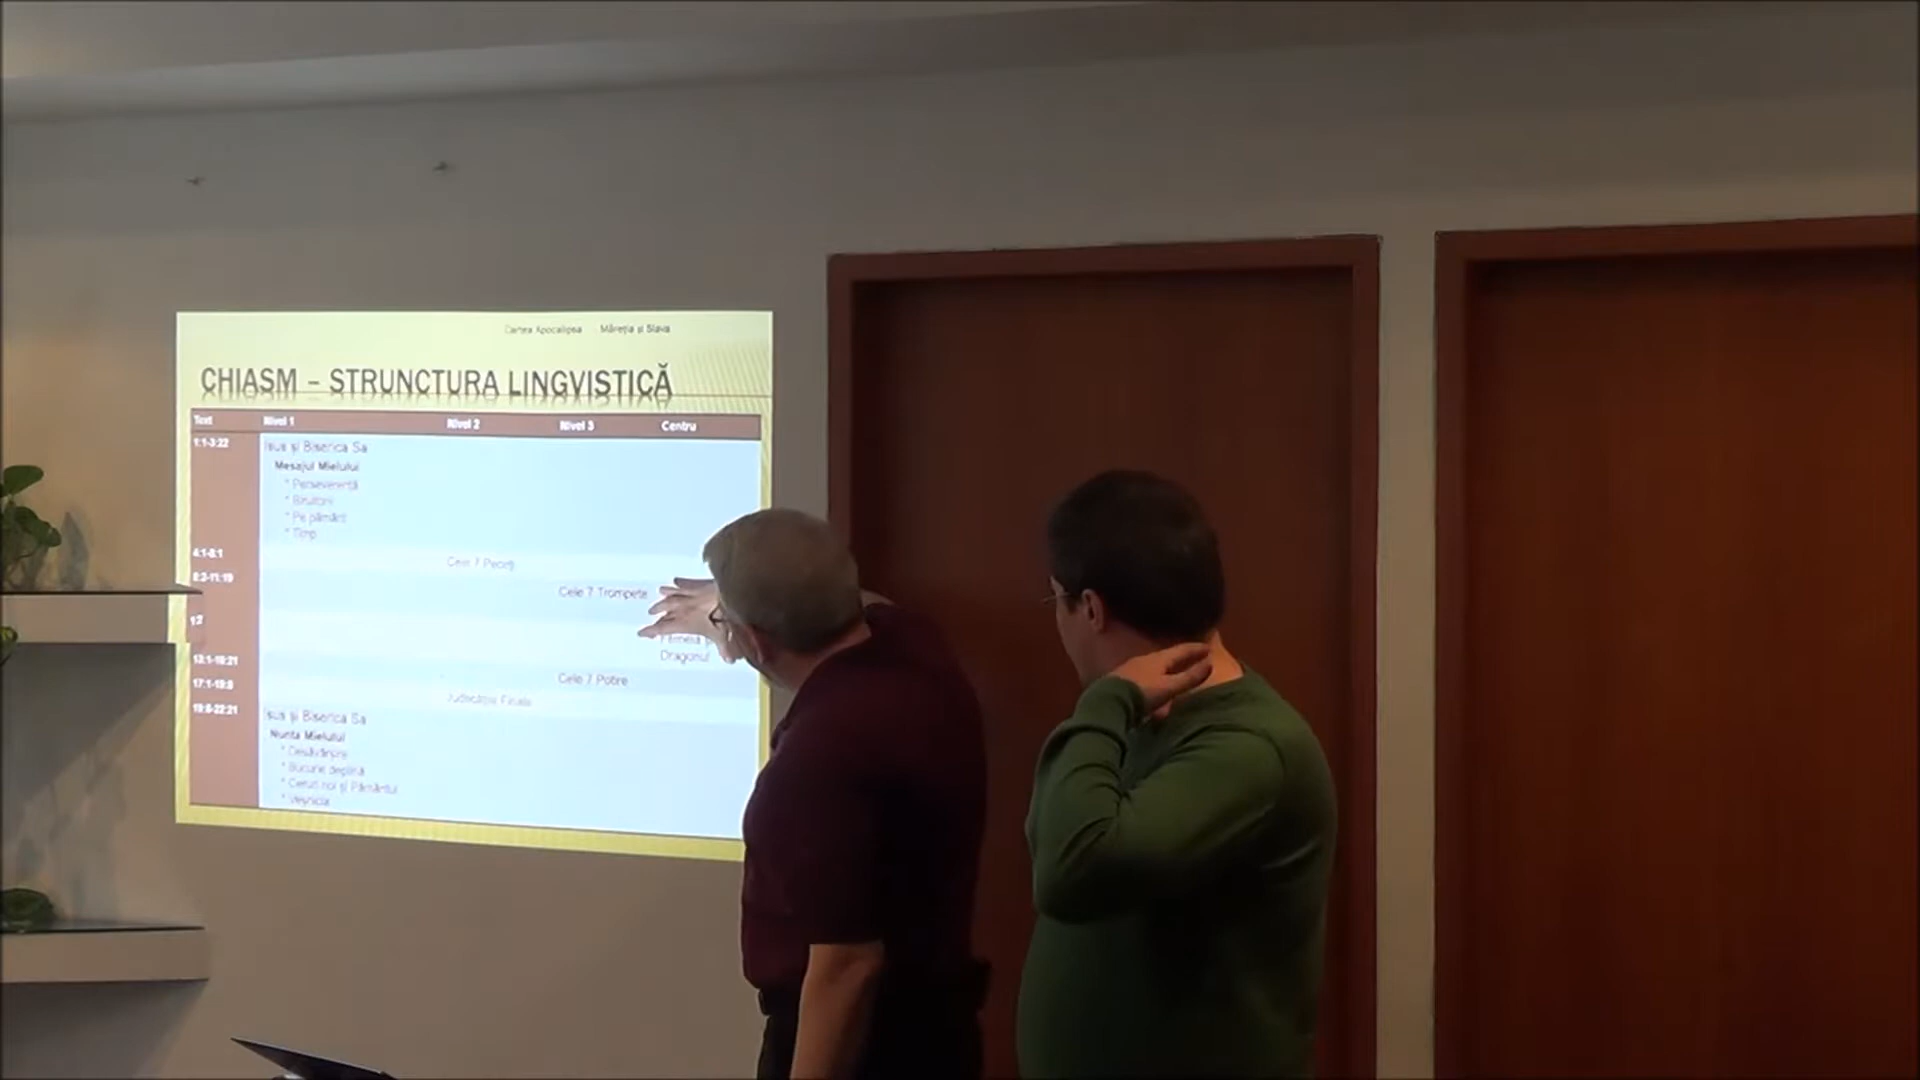 Cartea Apocalipsa Măreția și Slava
CHIASM – STRUNCTURA LINGVISTICĂ
Text Nivel 1 Nivel 2 Nivel 3 Centru
1:1-3:22 Isus și Biserica Sa
Mesajul Mielului
* Perseverență
* Biruitorii
* Pe pământ
* Timp
4:1-8:1 Cele 7 Peceți
8:2-11:19 Cele 7 Trompete
12 Femeia
Dragonul
13:1-16:21 Cele 7 Potire
17:1-19:5 Judecata Finala
19:6-22:21 Isus și Biserica Sa
Nunta Mielului
* Desăvârșire
* Bucurie deplină
* Ceruri noi și Pământul
* Veșnicia